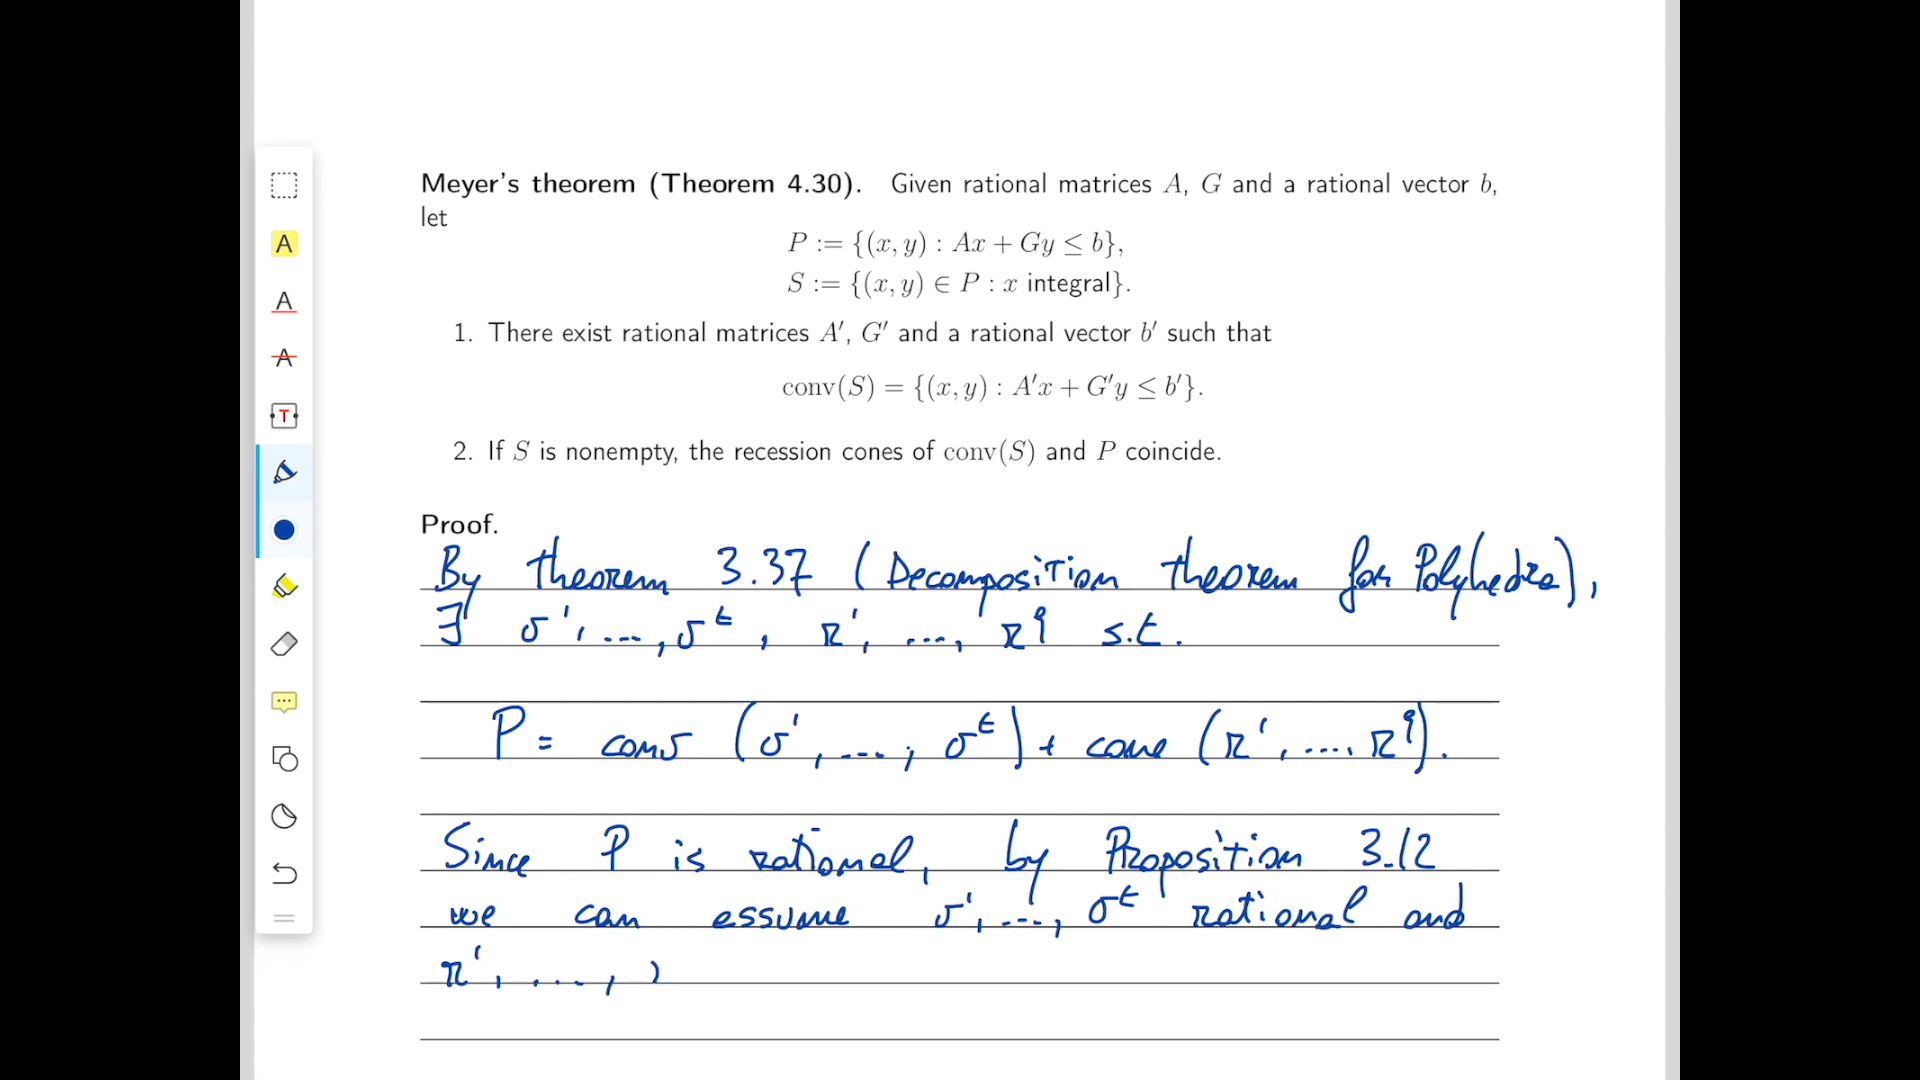 Meyer's theorem (Theorem 4.30). Given rational matrices A, G and a rational vector b,
let
P := {(x, y) : Ax + Gy ≤ b},
S := {(x, y) ∈ P : x integral}.
1. There exist rational matrices A′, G′ and a rational vector b′ such that
conv(S) = {(x, y) : A′x + G′y ≤ b′}.
2. If S is nonempty, the recession cones of conv(S) and P coincide.
Proof.
By theorem 3.37 (Decomposition theorem for Polyhedra),
∃ v¹, ..., vᵗ, r¹, ..., r^q s.t.
P = conv (v¹, ..., vᵗ) + cone (r¹, ..., r^q).
Since P is rational, by Proposition 3.12
we can assume v¹, ..., vᵗ rational and
r¹, ...,
A
A
A
T